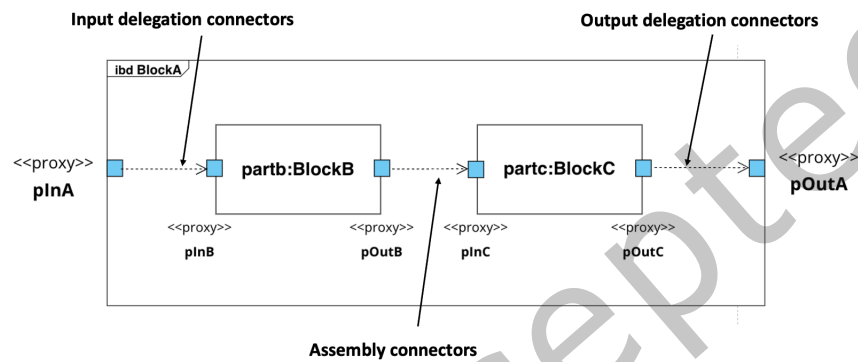 Input delegation connectors
Output delegation connectors
ibd BlockA
<<proxy>>
pInA
partb:BlockB
partc:BlockC
<<proxy>>
pOutA
<<proxy>>
pInB
<<proxy>>
pOutB
<<proxy>>
pInC
<<proxy>>
pOutC
Assembly connectors